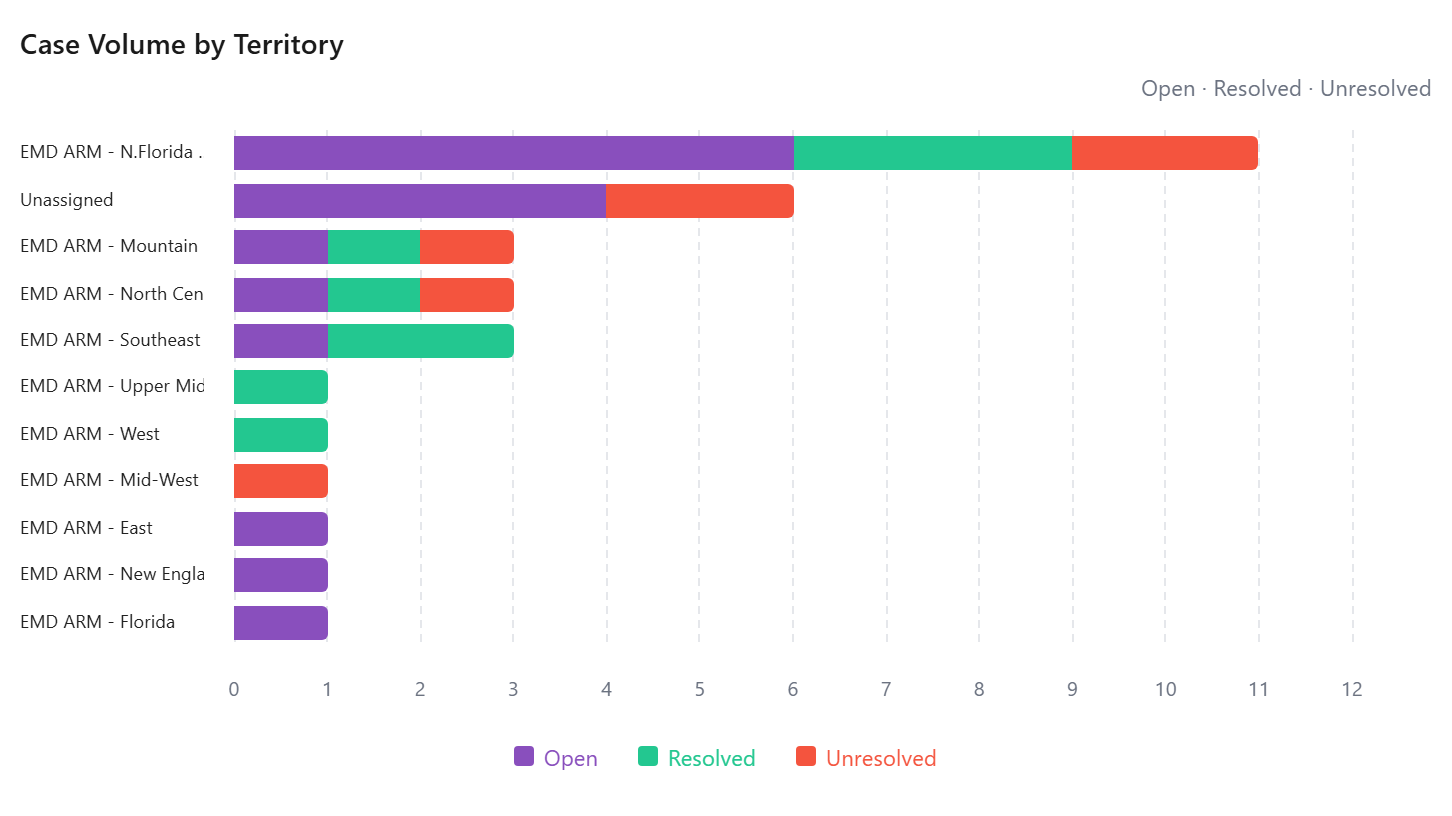 Case Volume by Territory
Open · Resolved · Unresolved
EMD ARM - N.Florida .
Unassigned
EMD ARM - Mountain
EMD ARM - North Cen
EMD ARM - Southeast
EMD ARM - Upper Mid
EMD ARM - West
EMD ARM - Mid-West
EMD ARM - East
EMD ARM - New Engla
EMD ARM - Florida
0 1 2 3 4 5 6 7 8 9 10 11 12
Open Resolved Unresolved